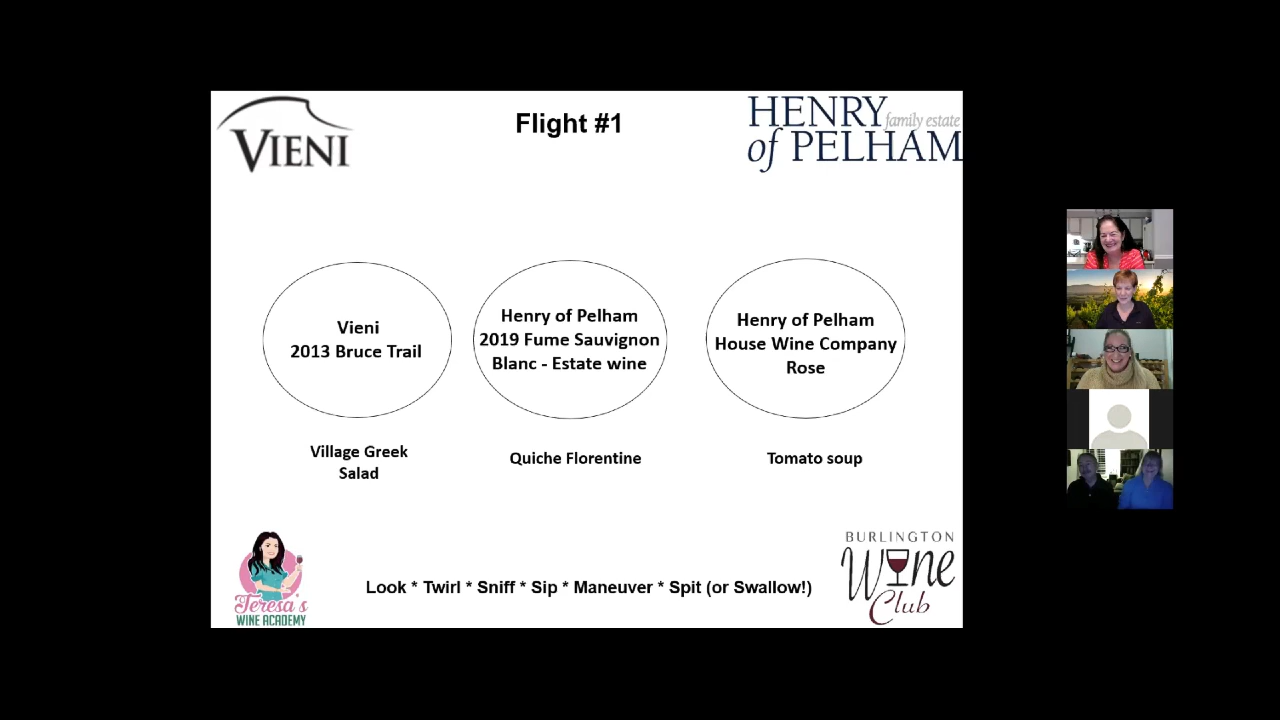 VIENI
Flight #1
HENRY family estate
of PELHAM
Vieni
2013 Bruce Trail
Henry of Pelham
2019 Fume Sauvignon
Blanc - Estate wine
Henry of Pelham
House Wine Company
Rose
Village Greek
Salad
Quiche Florentine
Tomato soup
Teresa's
WINE ACADEMY
Look * Twirl * Sniff * Sip * Maneuver * Spit (or Swallow!)
BURLINGTON
Wine
Club